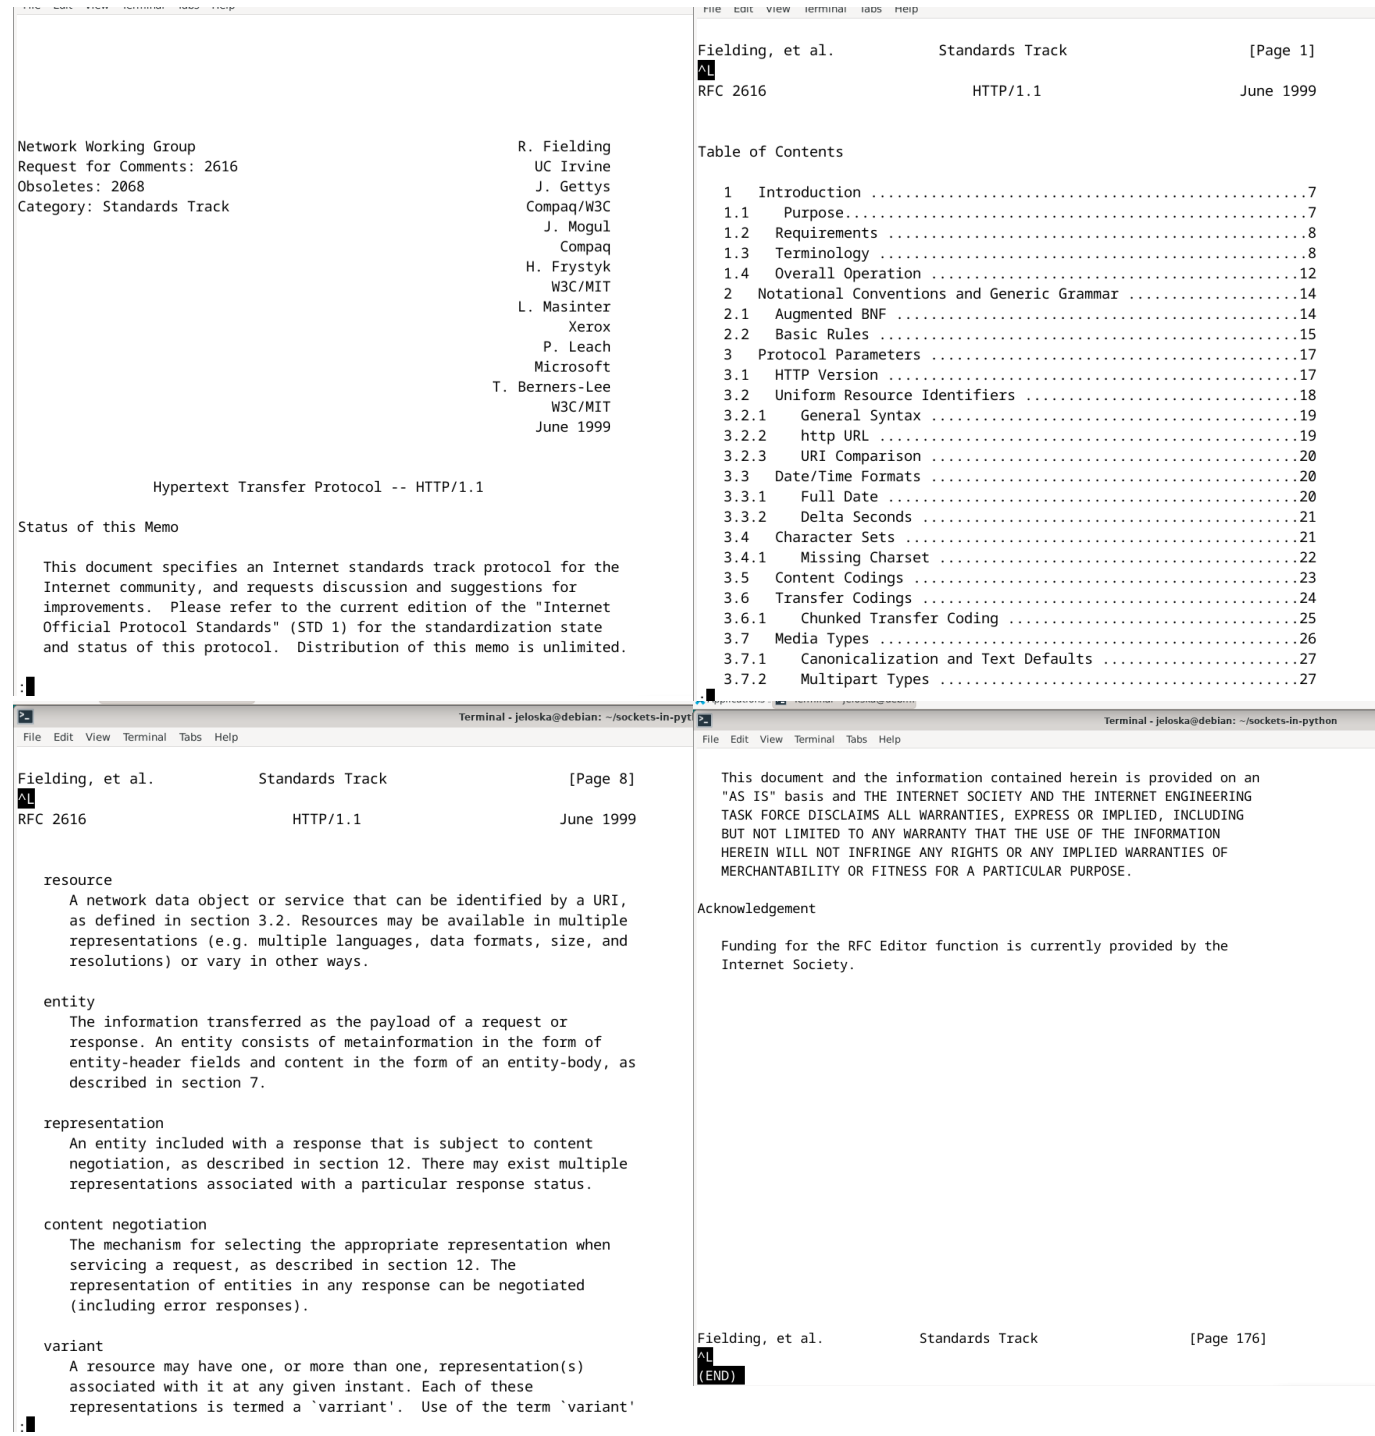 File Edit View Terminal Tabs Help
Network Working Group                                      R. Fielding
Request for Comments: 2616                                   UC Irvine
Obsoletes: 2068                                              J. Gettys
Category: Standards Track                                   Compaq/W3C
J. Mogul
Compaq
H. Frystyk
W3C/MIT
L. Masinter
Xerox
P. Leach
Microsoft
T. Berners-Lee
W3C/MIT
June 1999
Hypertext Transfer Protocol -- HTTP/1.1
Status of this Memo
This document specifies an Internet standards track protocol for the
Internet community, and requests discussion and suggestions for
improvements.  Please refer to the current edition of the "Internet
Official Protocol Standards" (STD 1) for the standardization state
and status of this protocol.  Distribution of this memo is unlimited.
:
File Edit View Terminal Tabs Help
Fielding, et al.            Standards Track                     [Page 1]
^L
RFC 2616                        HTTP/1.1                       June 1999
Table of Contents
1   Introduction ...................................................7
1.1    Purpose......................................................7
1.2   Requirements .................................................8
1.3   Terminology ..................................................8
1.4   Overall Operation ...........................................12
2   Notational Conventions and Generic Grammar ....................14
2.1   Augmented BNF ...............................................14
2.2   Basic Rules .................................................15
3   Protocol Parameters ...........................................17
3.1   HTTP Version ................................................17
3.2   Uniform Resource Identifiers ................................18
3.2.1    General Syntax ...........................................19
3.2.2    http URL .................................................19
3.2.3    URI Comparison ...........................................20
3.3   Date/Time Formats ...........................................20
3.3.1    Full Date ................................................20
3.3.2    Delta Seconds ............................................21
3.4   Character Sets ..............................................21
3.4.1    Missing Charset ..........................................22
3.5   Content Codings .............................................23
3.6   Transfer Codings ............................................24
3.6.1    Chunked Transfer Coding ..................................25
3.7   Media Types .................................................26
3.7.1    Canonicalization and Text Defaults .......................27
3.7.2    Multipart Types ..........................................27
:
Terminal - jeloska@debian: ~/sockets-in-pyt
File Edit View Terminal Tabs Help
Fielding, et al.            Standards Track                     [Page 8]
^L
RFC 2616                        HTTP/1.1                       June 1999
resource
A network data object or service that can be identified by a URI,
as defined in section 3.2. Resources may be available in multiple
representations (e.g. multiple languages, data formats, size, and
resolutions) or vary in other ways.
entity
The information transferred as the payload of a request or
response. An entity consists of metainformation in the form of
entity-header fields and content in the form of an entity-body, as
described in section 7.
representation
An entity included with a response that is subject to content
negotiation, as described in section 12. There may exist multiple
representations associated with a particular response status.
content negotiation
The mechanism for selecting the appropriate representation when
servicing a request, as described in section 12. The
representation of entities in any response can be negotiated
(including error responses).
variant
A resource may have one, or more than one, representation(s)
associated with it at any given instant. Each of these
representations is termed a `varriant'.  Use of the term `variant'
:
Terminal - jeloska@debian: ~/sockets-in-python
File Edit View Terminal Tabs Help
This document and the information contained herein is provided on an
"AS IS" basis and THE INTERNET SOCIETY AND THE INTERNET ENGINEERING
TASK FORCE DISCLAIMS ALL WARRANTIES, EXPRESS OR IMPLIED, INCLUDING
BUT NOT LIMITED TO ANY WARRANTY THAT THE USE OF THE INFORMATION
HEREIN WILL NOT INFRINGE ANY RIGHTS OR ANY IMPLIED WARRANTIES OF
MERCHANTABILITY OR FITNESS FOR A PARTICULAR PURPOSE.
Acknowledgement
Funding for the RFC Editor function is currently provided by the
Internet Society.
Fielding, et al.            Standards Track                   [Page 176]
^L
(END)